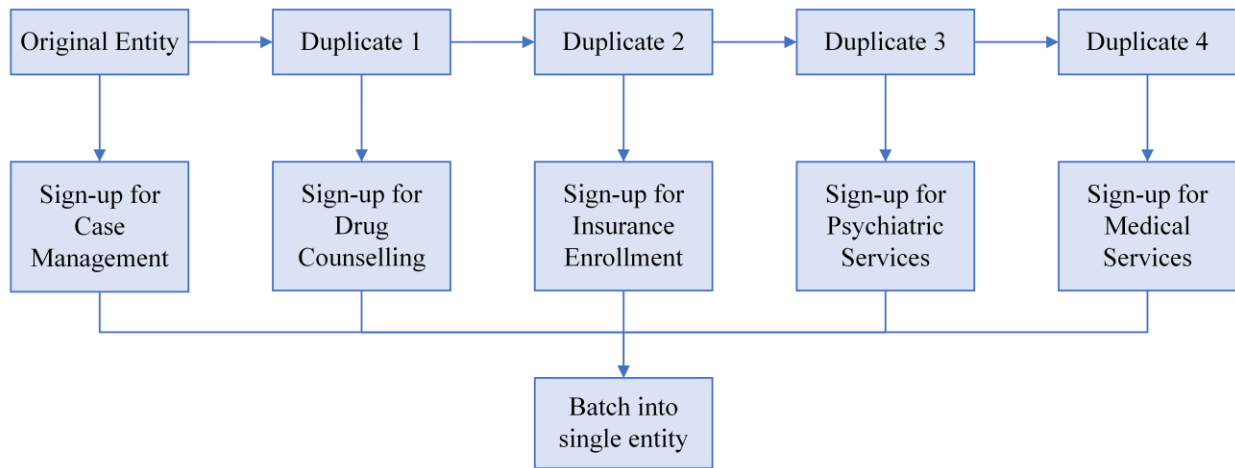 Original Entity
Duplicate 1
Duplicate 2
Duplicate 3
Duplicate 4
Sign-up for
Case
Management
Sign-up for
Drug
Counselling
Sign-up for
Insurance
Enrollment
Sign-up for
Psychiatric
Services
Sign-up for
Medical
Services
Batch into
single entity